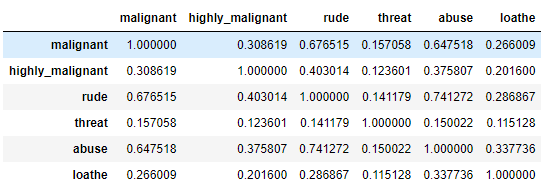 malignant highly_malignant rude threat abuse loathe
malignant 1.000000 0.308619 0.676515 0.157058 0.647518 0.266009
highly_malignant 0.308619 1.000000 0.403014 0.123601 0.375807 0.201600
rude 0.676515 0.403014 1.000000 0.141179 0.741272 0.286867
threat 0.157058 0.123601 0.141179 1.000000 0.150022 0.115128
abuse 0.647518 0.375807 0.741272 0.150022 1.000000 0.337736
loathe 0.266009 0.201600 0.286867 0.115128 0.337736 1.000000